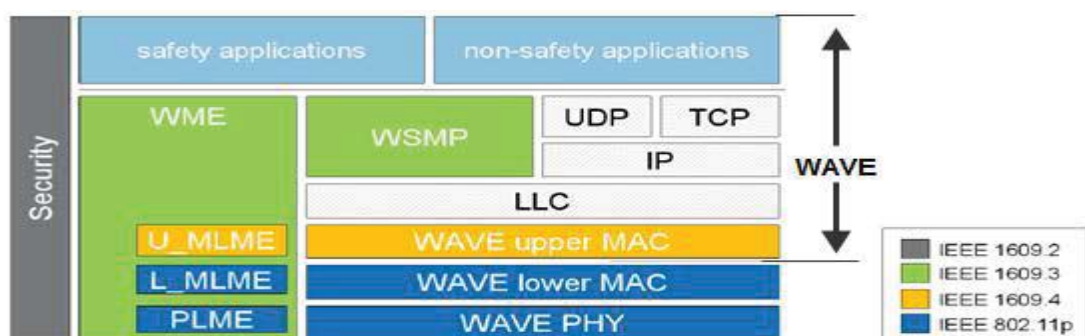 Security
safety applications
non-safety applications
WME
WSMP
UDP
TCP
IP
WAVE
LLC
U_MLME
WAVE upper MAC
L_MLME
WAVE lower MAC
PLME
WAVE PHY
IEEE 1609.2
IEEE 1609.3
IEEE 1609.4
IEEE 802.11p